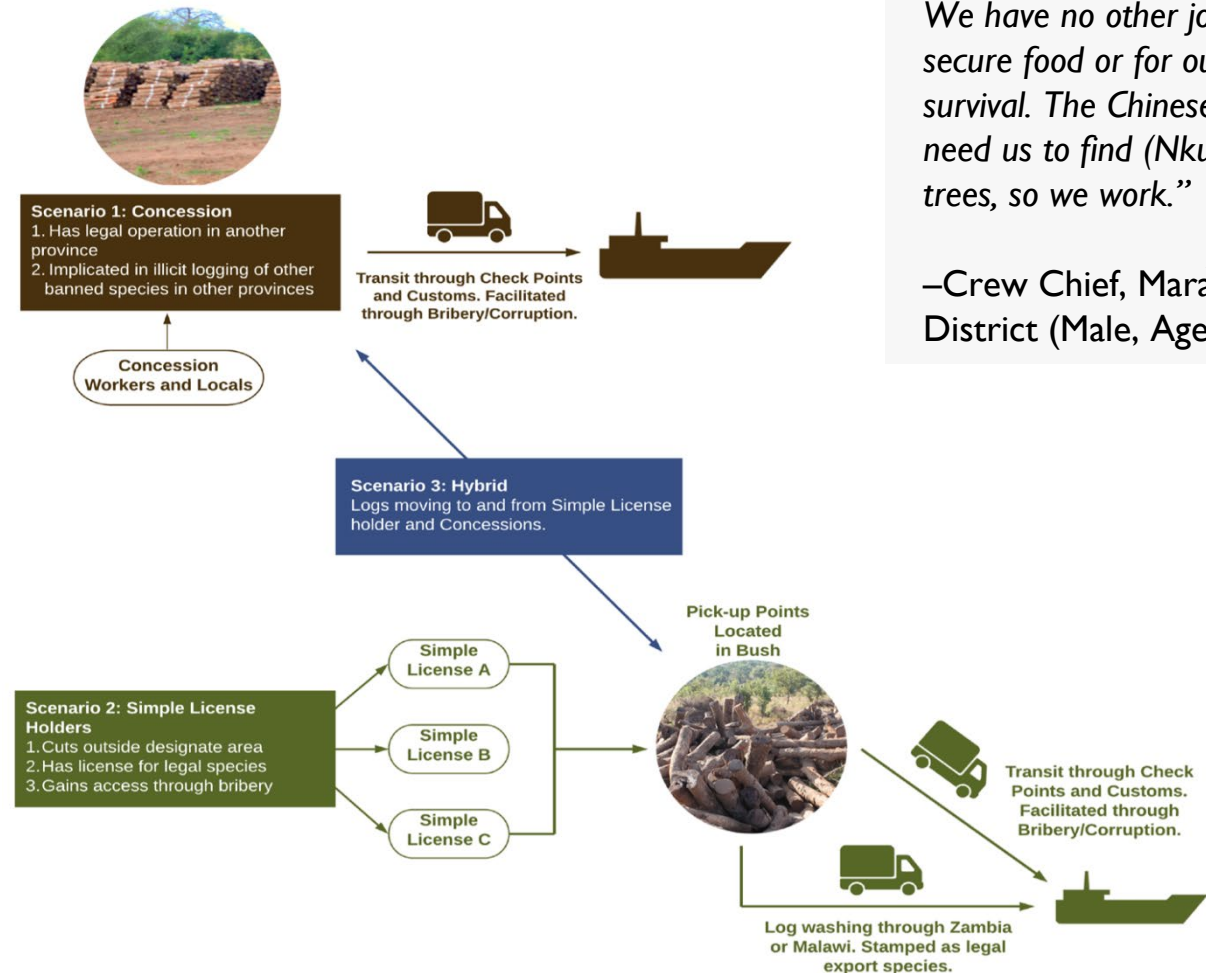 We have no other jo
secure food or for ou
survival. The Chinese
need us to find (Nku
trees, so we work.”
–Crew Chief, Mara
District (Male, Age
Scenario 1: Concession
1. Has legal operation in another
province
2. Implicated in illicit logging of other
banned species in other provinces
Transit through Check Points
and Customs. Facilitated
through Bribery/Corruption.
Concession
Workers and Locals
Scenario 3: Hybrid
Logs moving to and from Simple License
holder and Concessions.
Scenario 2: Simple License
Holders
1.Cuts outside designate area
2.Has license for legal species
3.Gains access through bribery
Simple
License A
Simple
License B
Simple
License C
Pick-up Points
Located
in Bush
Transit through Check
Points and Customs.
Facilitated through
Bribery/Corruption.
Log washing through Zambia
or Malawi. Stamped as legal
export species.